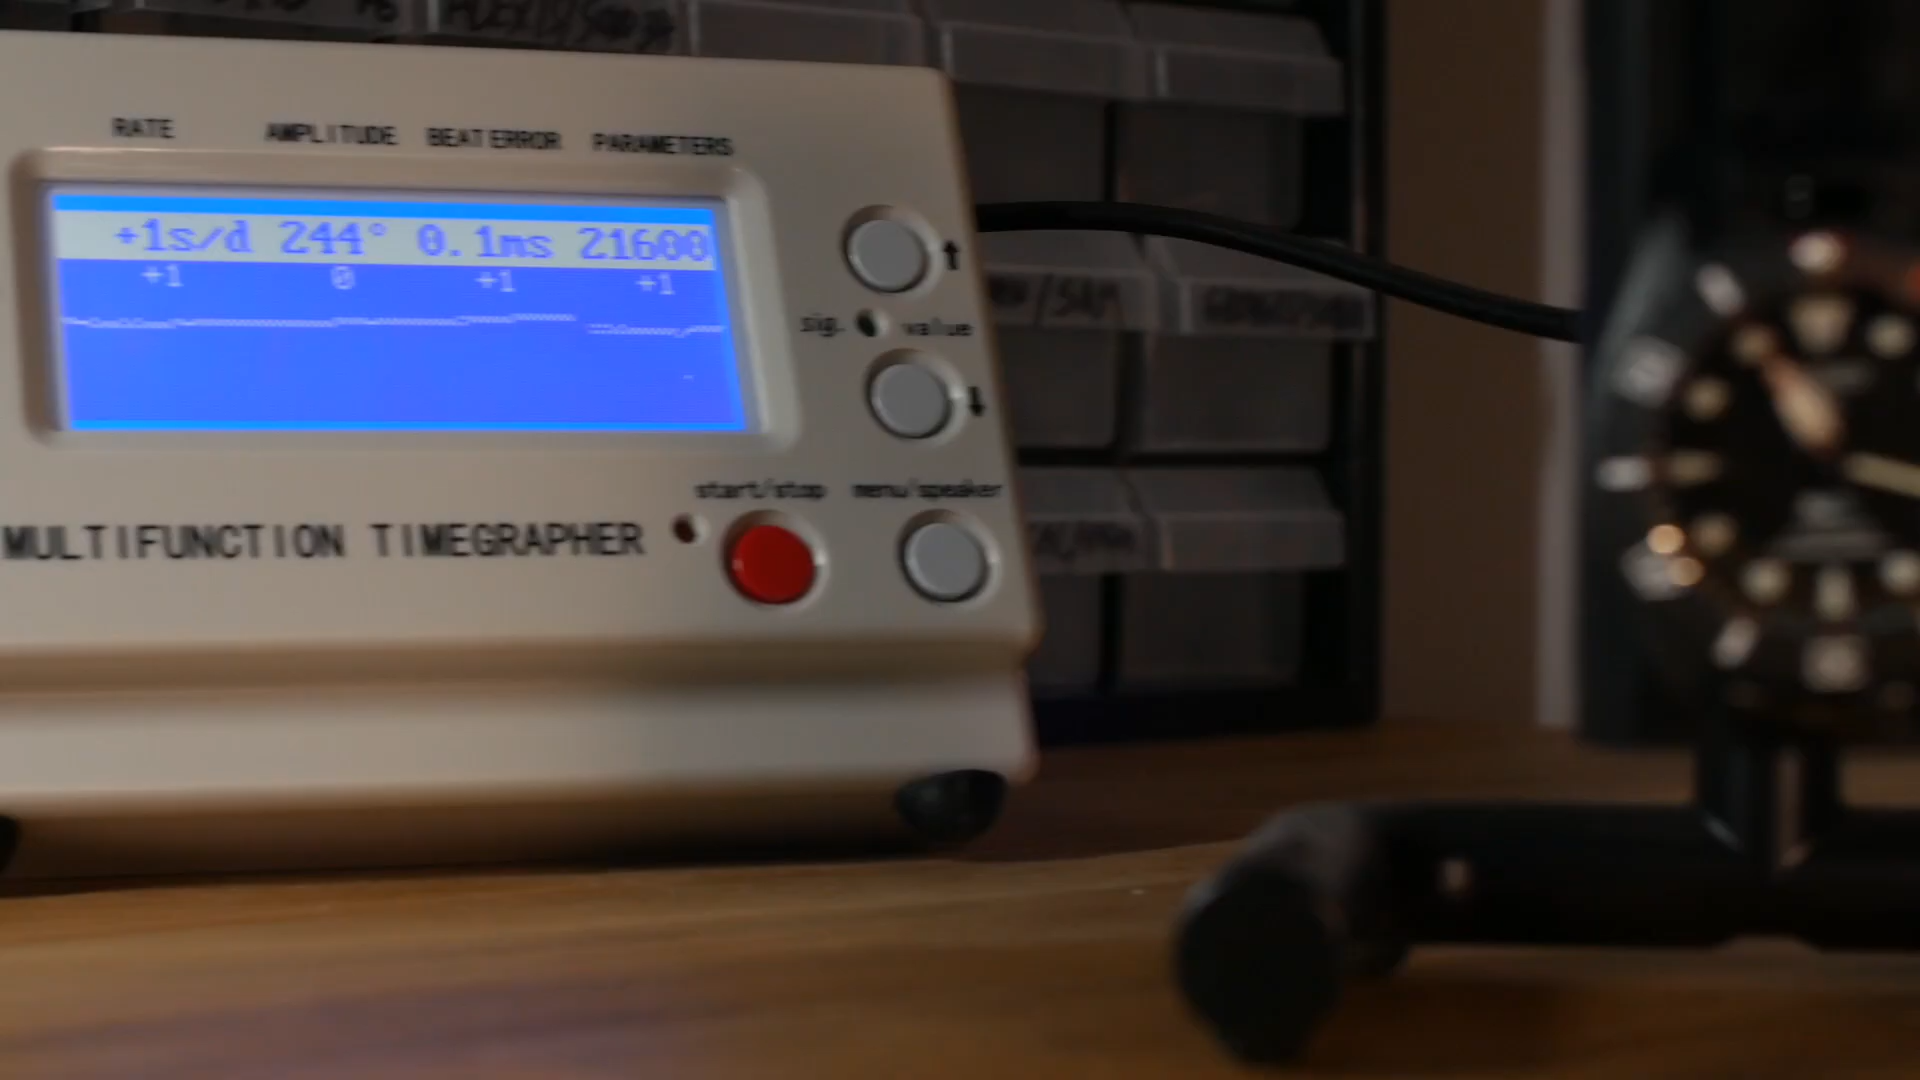 RATE AMPLITUDE BEAT ERROR PARAMETERS
+1s/d 244° 0.1ms 21600
+1 0 +1 +1
sig. value
start/stop menu/speaker
MULTIFUNCTION TIMEGRAPHER